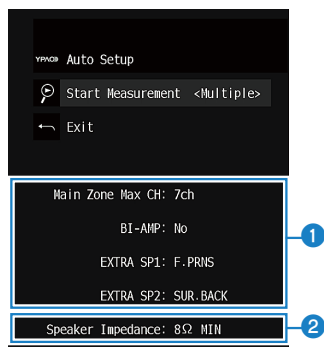 YPAO Auto Setup
Start Measurement <Multiple>
Exit
Main Zone Max CH: 7ch
BI-AMP: No
EXTRA SP1: F.PRNS
EXTRA SP2: SUR.BACK
1
Speaker Impedance: 8Ω MIN
2